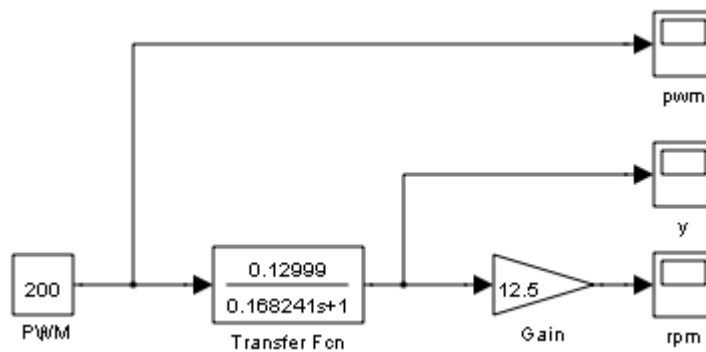 pwm
y
200
PWM
0.12999
0.168241s+1
Transfer Fcn
12.5
Gain
rpm